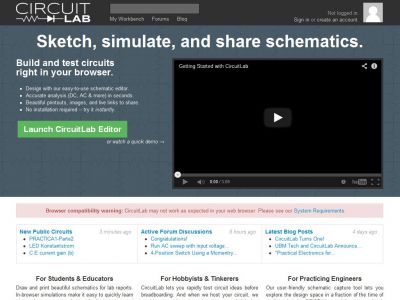 CIRCUIT
LAB
My Workbench Forums Blog
Not logged in.
Sign in or create an account
Sketch, simulate, and share schematics.
Build and test circuits
right in your browser.
Design with our easy-to-use schematic editor.
Accurate analysis (DC, AC & more) in seconds.
Beautiful printouts, images, and live links to share.
No installation required -- try it instantly.
Launch CircuitLab Editor
or watch a quick demo →
Getting Started with CircuitLab
Browser compatibility warning: CircuitLab may not work as expected in your web browser. Please see our System Requirements.
New Public Circuits 3 minutes ago
PRACTICA1-Parte2
LED Konstantstrom
C:E current gain (b)
Active Forum Discussions 6 hours ago
Congratulations!
Run AC sweep with input voltage...
4-Position Switch (Using a Momentry...
Latest Blog Posts 4 days ago
CircuitLab Turns One!
UBM Tech and CircuitLab Announce...
"Practical Electronics for...
For Students & Educators
Draw and print beautiful schematics for lab reports.
In-browser simulations make it easy to quickly learn
For Hobbyists & Tinkerers
CircuitLab lets you rapidly test circuit ideas before
breadboarding. And when we host your circuit, we
For Practicing Engineers
Our user-friendly schematic capture tool lets you
explore the design space in a fraction of the time of